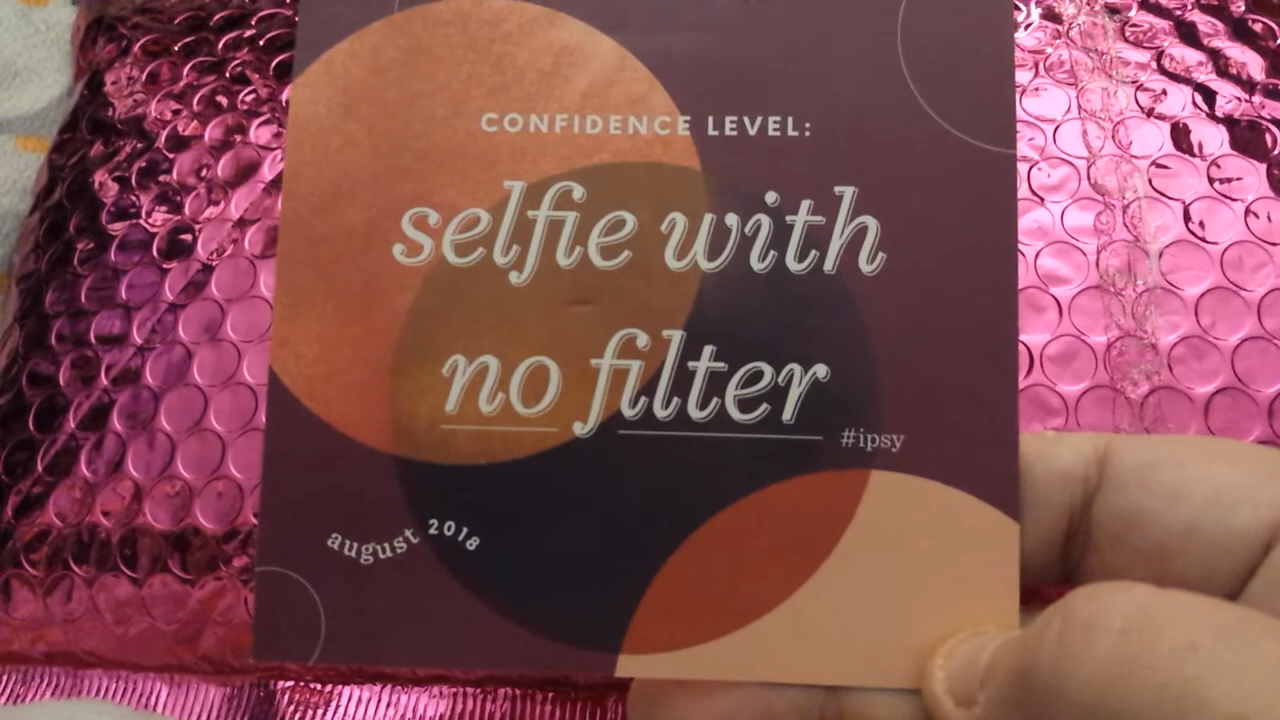 CONFIDENCE LEVEL:
selfie with
no filter
#ipsy
august 2018